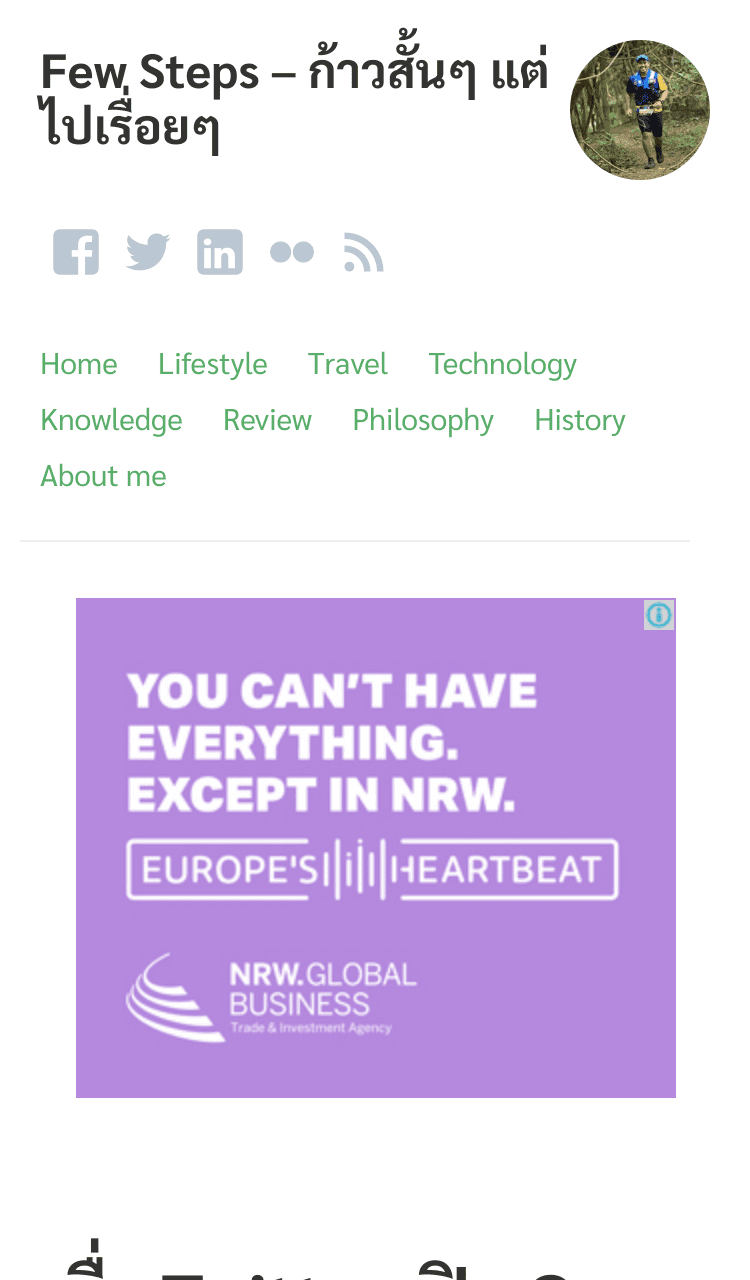 Few Steps – ก้าวสั้นๆ แต่
ไปเรื่อยๆ
Home Lifestyle Travel Technology
Knowledge Review Philosophy History
About me
YOU CAN'T HAVE
EVERYTHING.
EXCEPT IN NRW.
EUROPE'S HEARTBEAT
NRW.GLOBAL
BUSINESS
Trade & Investment Agency